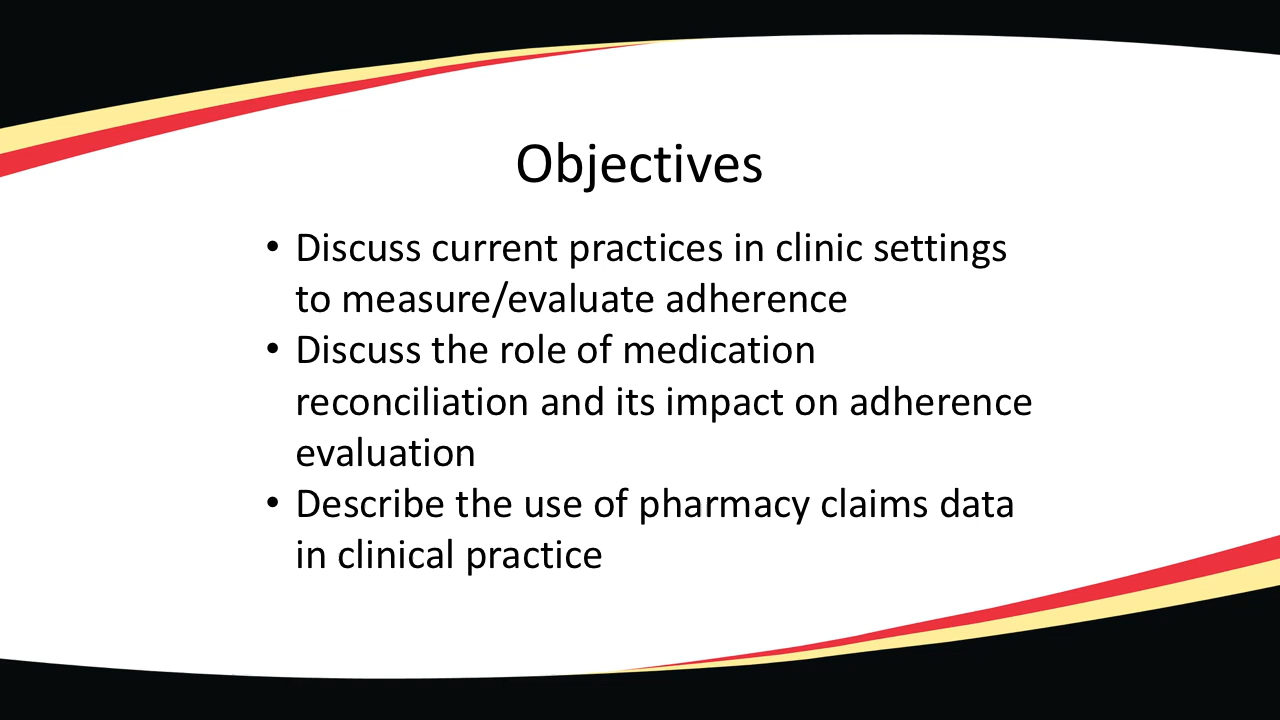 Objectives
• Discuss current practices in clinic settings
to measure/evaluate adherence
• Discuss the role of medication
reconciliation and its impact on adherence
evaluation
• Describe the use of pharmacy claims data
in clinical practice